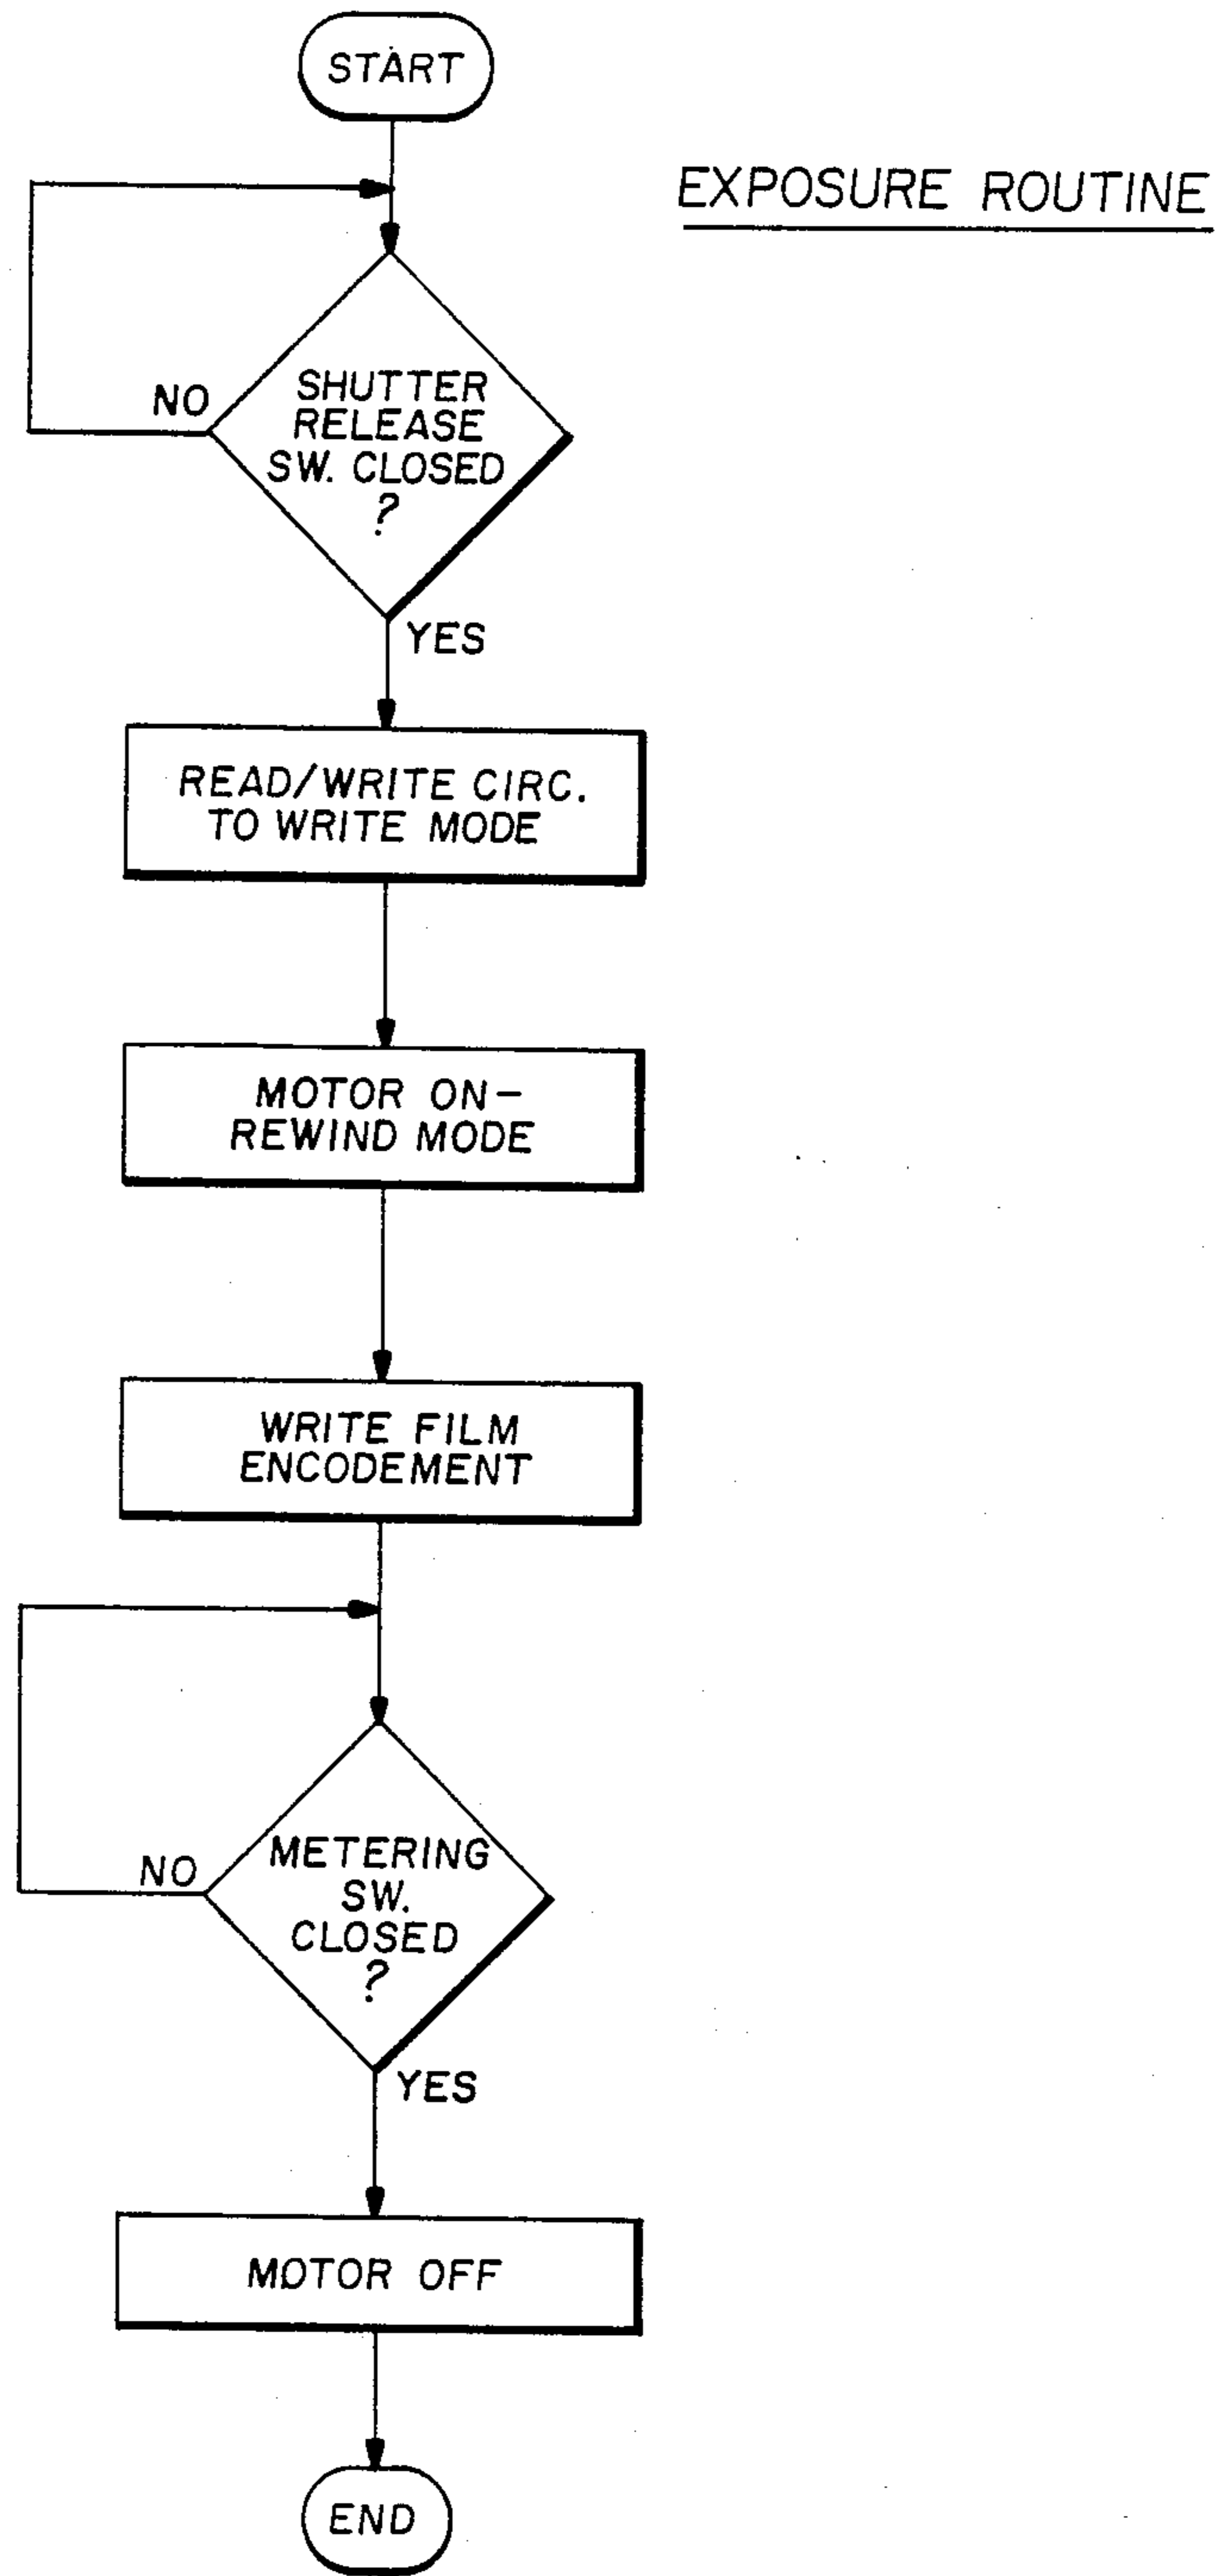 START
EXPOSURE ROUTINE
SHUTTER
RELEASE
SW. CLOSED
?
NO
YES
READ/WRITE CIRC.
TO WRITE MODE
MOTOR ON-
REWIND MODE
WRITE FILM
ENCODEMENT
METERING
SW.
CLOSED
?
NO
YES
MOTOR OFF
END